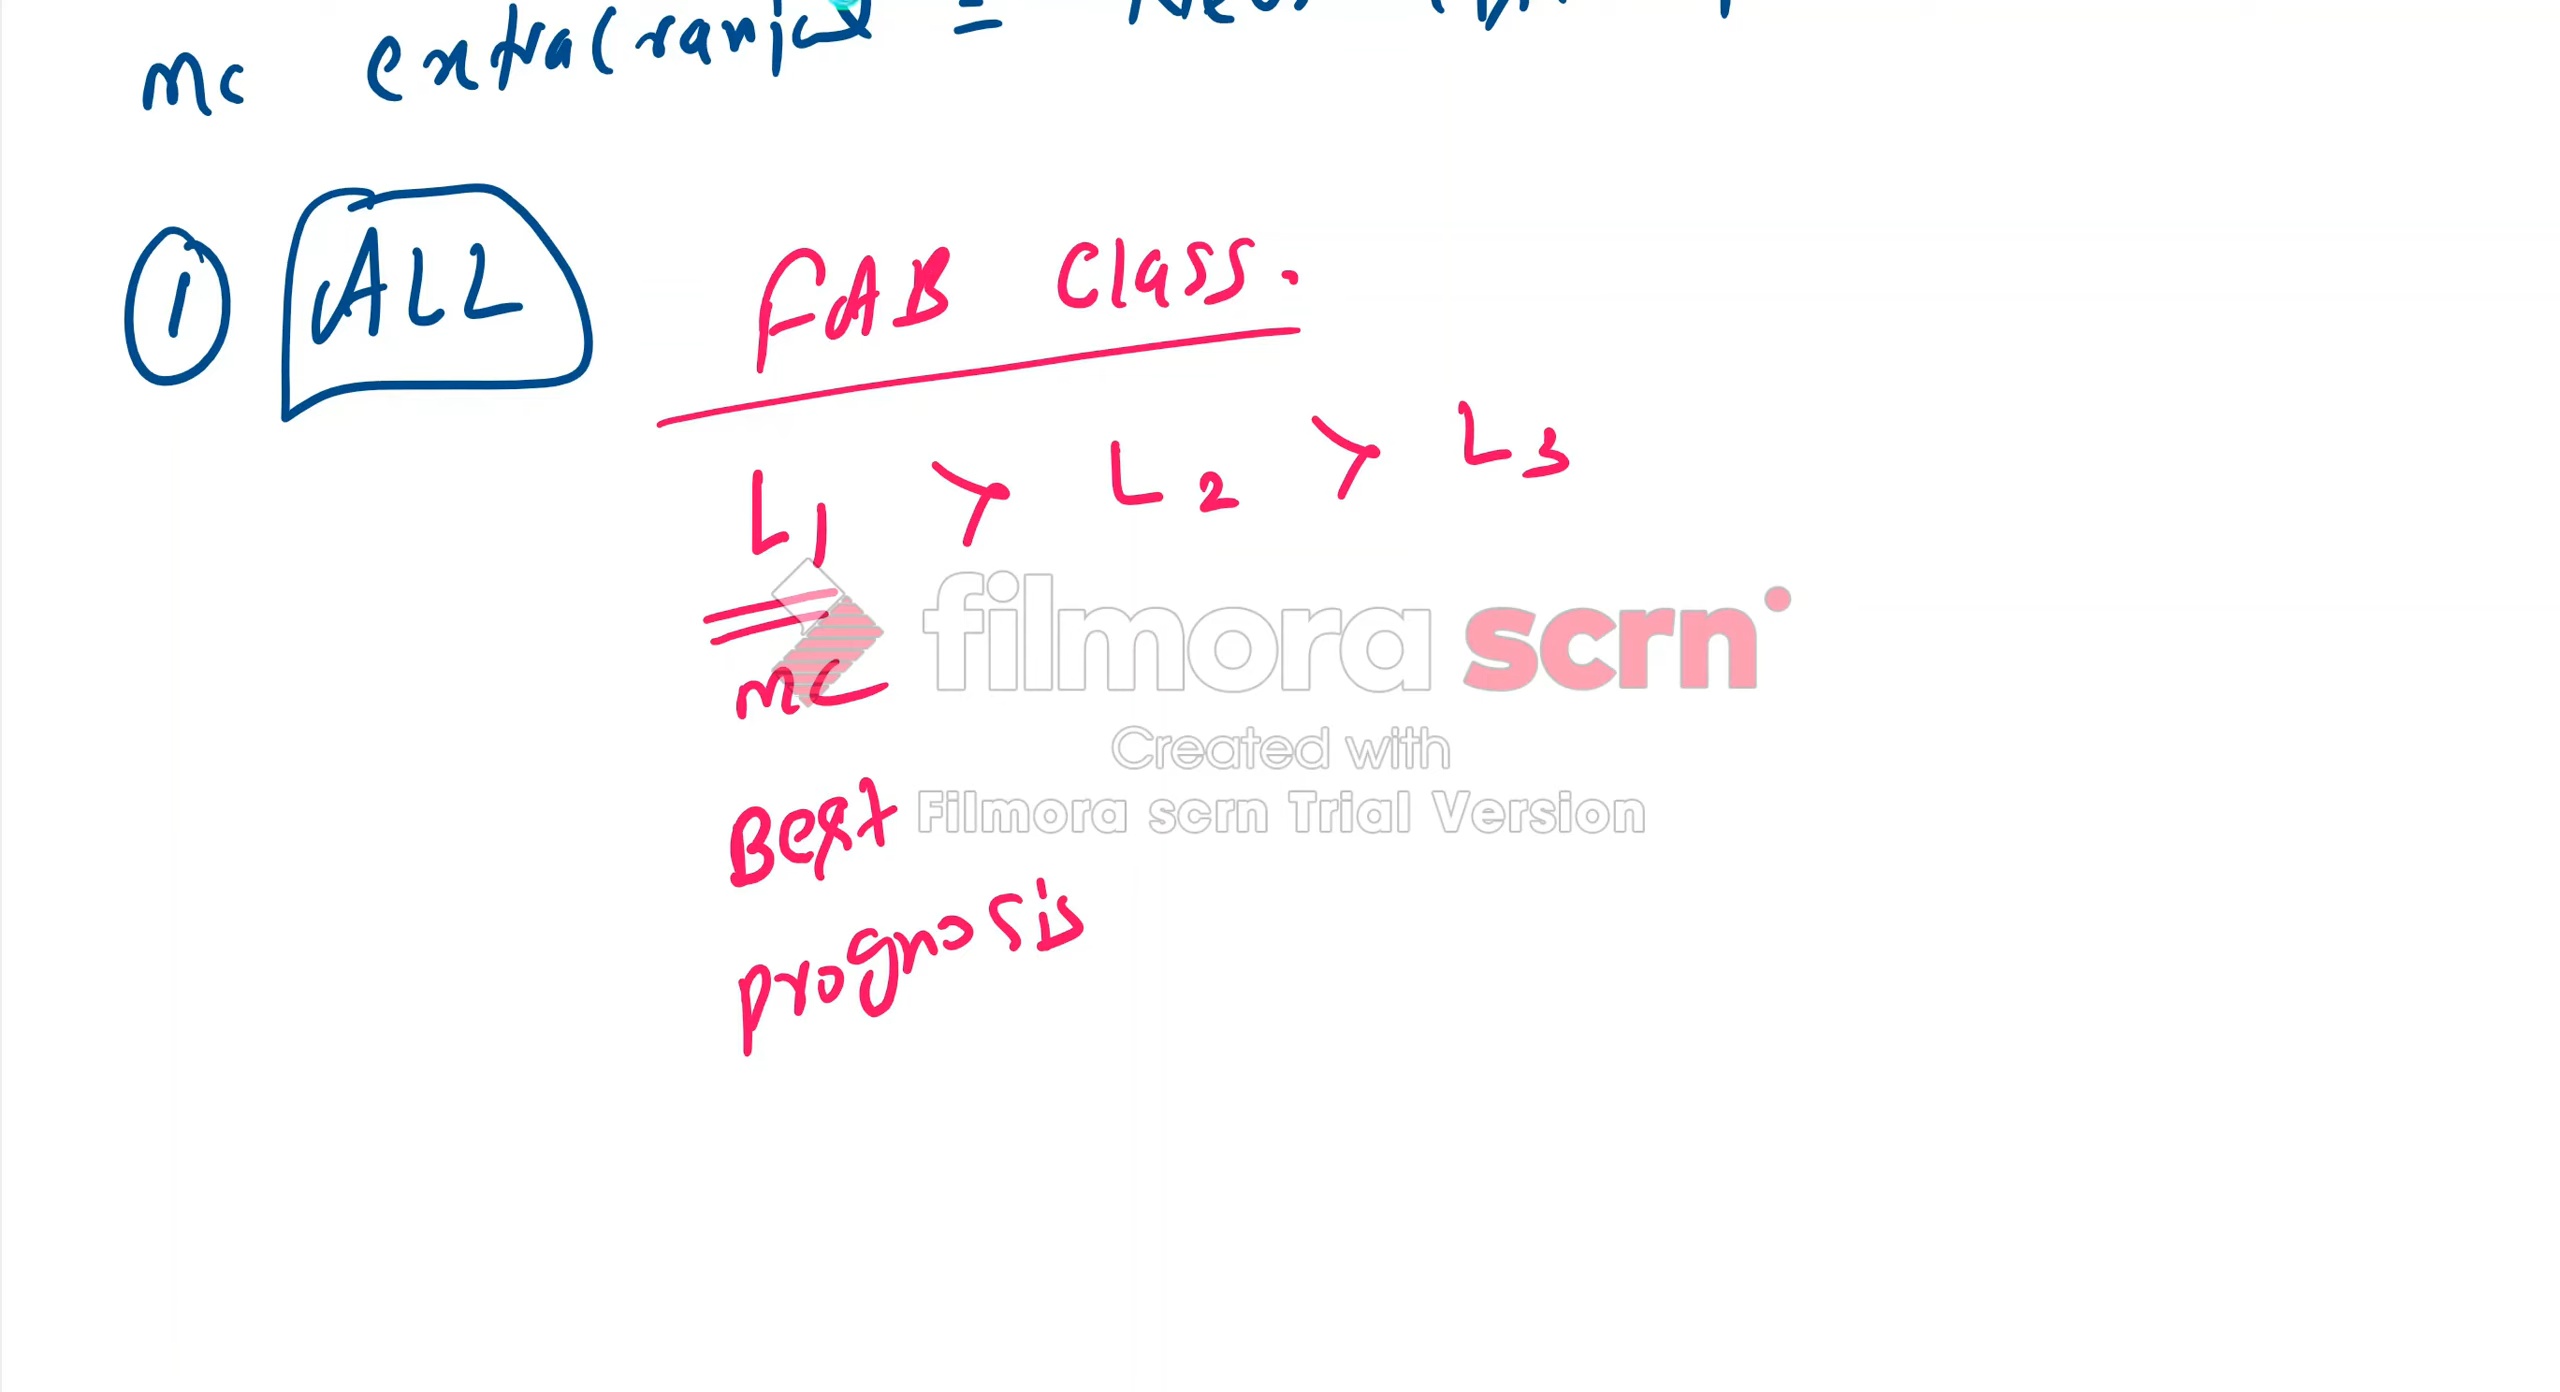 mc extracranial =
① ALL FAB Class.
L1 > L2 > L3
mc
Best
prognosis
filmora scrn
Created with
Filmora scrn Trial Version